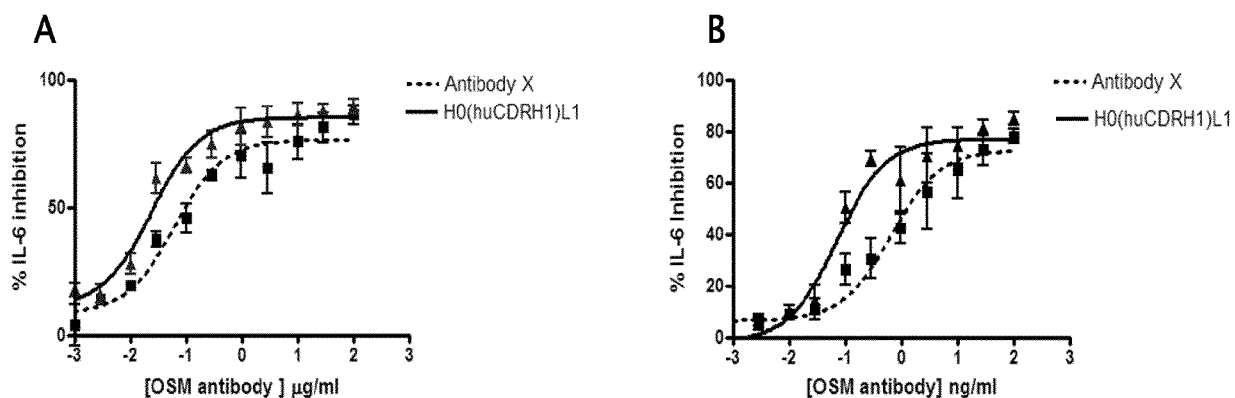 A
100
50
0
% IL-6 inhibition
-3 -2 -1 0 1 2 3
[OSM antibody ] µg/ml
Antibody X
H0(huCDRH1)L1
B
100
80
60
40
20
0
% IL-6 Inhibition
-3 -2 -1 0 1 2 3
[OSM antibody] ng/ml
Antibody X
H0(huCDRH1)L1